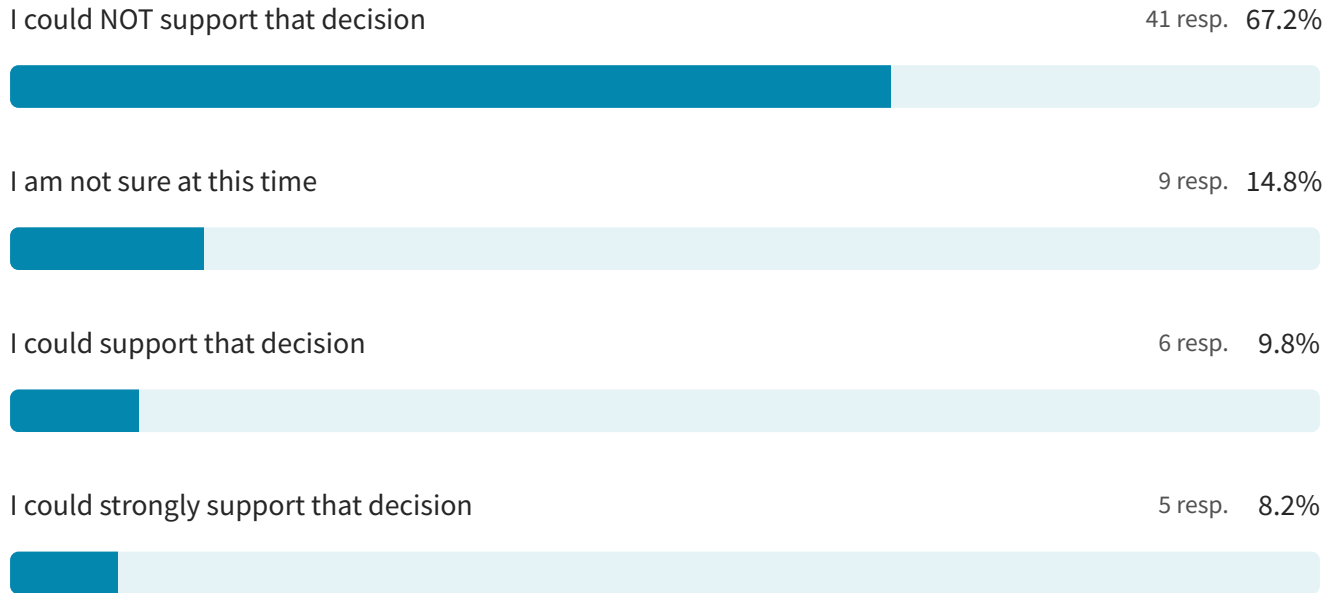 I could NOT support that decision 41 resp. 67.2%
I am not sure at this time 9 resp. 14.8%
I could support that decision 6 resp. 9.8%
I could strongly support that decision 5 resp. 8.2%